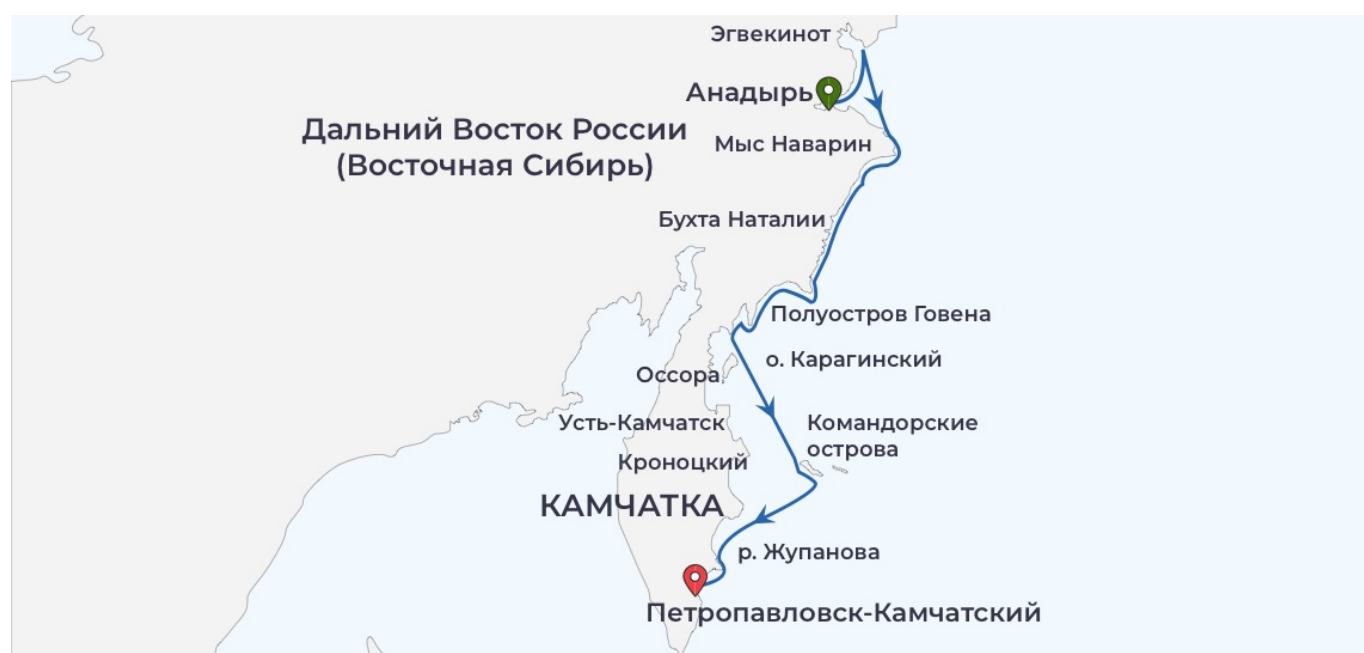 Эгвекинот
Анадырь
Дальний Восток России
(Восточная Сибирь)
Мыс Наварин
Бухта Наталии
Полуостров Говена
о. Карагинский
Оссора
Усть-Камчатск
Командорские
острова
Кроноцкий
КАМЧАТКА
р. Жупанова
Петропавловск-Камчатский